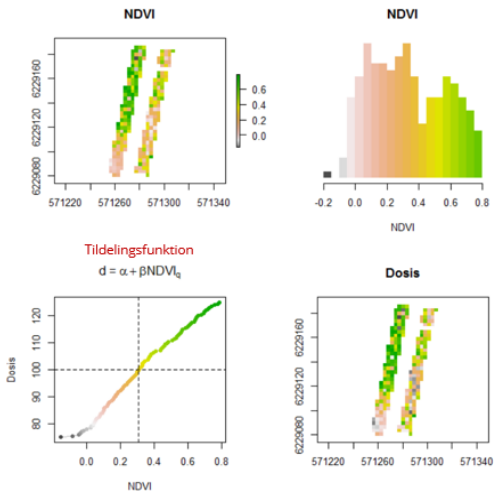 NDVI
6229080 6229120 6229160
571220 571260 571300 571340
0.6
0.4
0.2
0.0
NDVI
-0.2 0.0 0.2 0.4 0.6 0.8
NDVI
Tildelingsfunktion
d = α + βNDVIq
Dosis
80 90 100 110 120
0.0 0.2 0.4 0.6 0.8
NDVI
Dosis
6229080 6229120 6229160
571220 571260 571300 571340